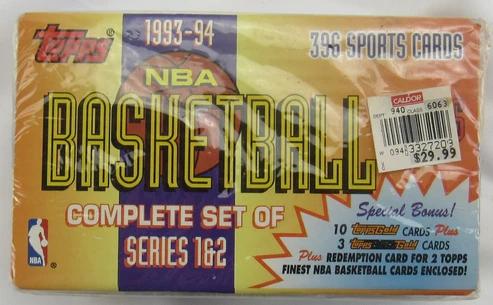 Topps®
1993-94
396 SPORTS CARDS
NBA
BASKETBALL
CALDOR
DEPT 940 CLASS 6063
$29.99
COMPLETE SET OF
SERIES 1&2
Special Bonus!
10 ToppsGold CARDS Plus
3 CARDS
Plus REDEMPTION CARD FOR 2 TOPPS
FINEST NBA BASKETBALL CARDS ENCLOSED!
NBA ®